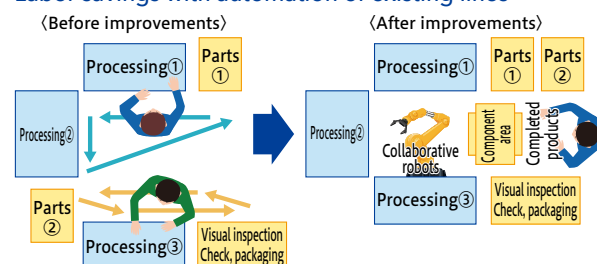 Labor savings with automation of existing lines
〈Before improvements〉
Processing①
Parts
①
Processing②
Parts
②
Processing③
Visual inspection
Check, packaging
〈After improvements〉
Processing①
Parts
①
Parts
②
Processing②
Collaborative
robots
Component
area
Completed
products
Processing③
Visual inspection
Check, packaging